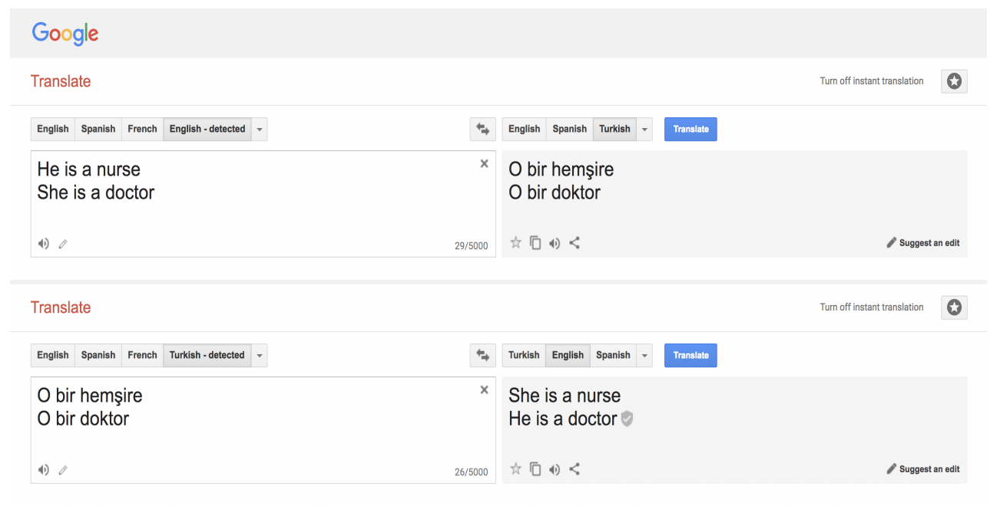 Google
Translate
Turn off instant translation
English Spanish French English - detected
English Spanish Turkish
Translate
He is a nurse
She is a doctor
29/5000
O bir hemşire
O bir doktor
Suggest an edit
Translate
Turn off instant translation
English Spanish French Turkish - detected
Turkish English Spanish
Translate
O bir hemşire
O bir doktor
26/5000
She is a nurse
He is a doctor
Suggest an edit